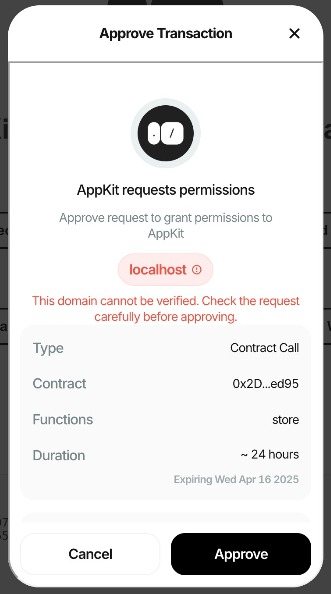 Approve Transaction
AppKit requests permissions
Approve request to grant permissions to
AppKit
localhost
This domain cannot be verified. Check the request
carefully before approving.
Type Contract Call
Contract 0x2D...ed95
Functions store
Duration ~ 24 hours
Expiring Wed Apr 16 2025
Cancel Approve